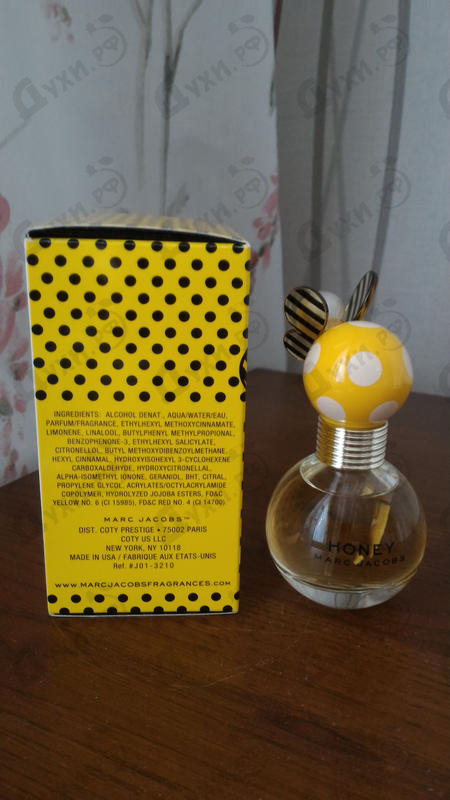 INGREDIENTS: ALCOHOL DENAT., AQUA/WATER/EAU,
PARFUM/FRAGRANCE, ETHYLHEXYL METHOXYCINNAMATE,
LIMONENE, LINALOOL, BUTYLPHENYL METHYLPROPIONAL,
BENZOPHENONE-3, ETHYLHEXYL SALICYLATE,
CITRONELLOL, BUTYL METHOXYDIBENZOYLMETHANE,
HEXYL CINNAMAL, HYDROXYISOHEXYL 3-CYCLOHEXENE
CARBOXALDEHYDE, HYDROXYCITRONELLAL,
ALPHA-ISOMETHYL IONONE, GERANIOL, BHT, CITRAL,
PROPYLENE GLYCOL, ACRYLATES/OCTYLACRYLAMIDE
COPOLYMER, HYDROLYZED JOJOBA ESTERS, FD&C
YELLOW NO. 6 (CI 15985), FD&C RED NO. 4 (CI 14700).
MARC JACOBS™
DIST. COTY PRESTIGE • 75002 PARIS
COTY US LLC
NEW YORK, NY 10118
MADE IN USA / FABRIQUE AUX ETATS-UNIS
Ref. #J01-3210
WWW.MARCJACOBSFRAGRANCES.COM
HONEY
MARC JACOBS
Духи.РФ